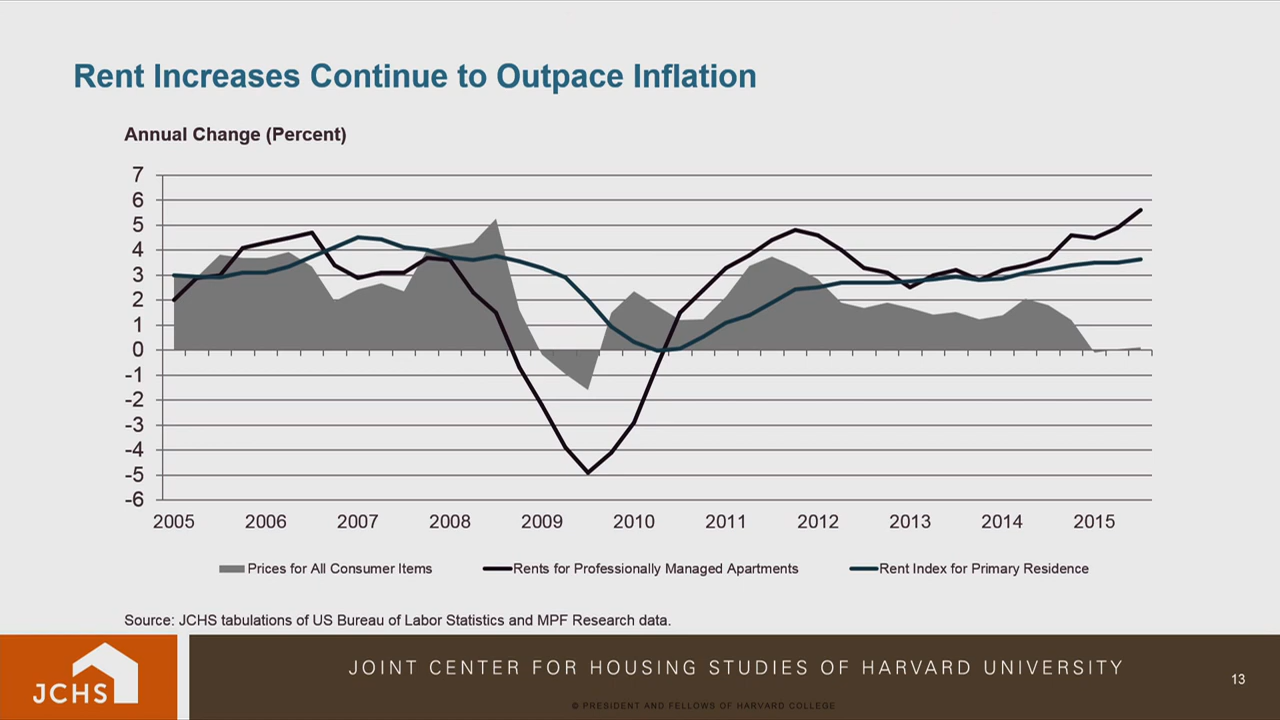 Rent Increases Continue to Outpace Inflation
Annual Change (Percent)
7
6
5
4
3
2
1
0
-1
-2
-3
-4
-5
-6
2005 2006 2007 2008 2009 2010 2011 2012 2013 2014 2015
Prices for All Consumer Items Rents for Professionally Managed Apartments Rent Index for Primary Residence
Source: JCHS tabulations of US Bureau of Labor Statistics and MPF Research data.
JOINT CENTER FOR HOUSING STUDIES OF HARVARD UNIVERSITY
13
JCHS
© PRESIDENT AND FELLOWS OF HARVARD COLLEGE